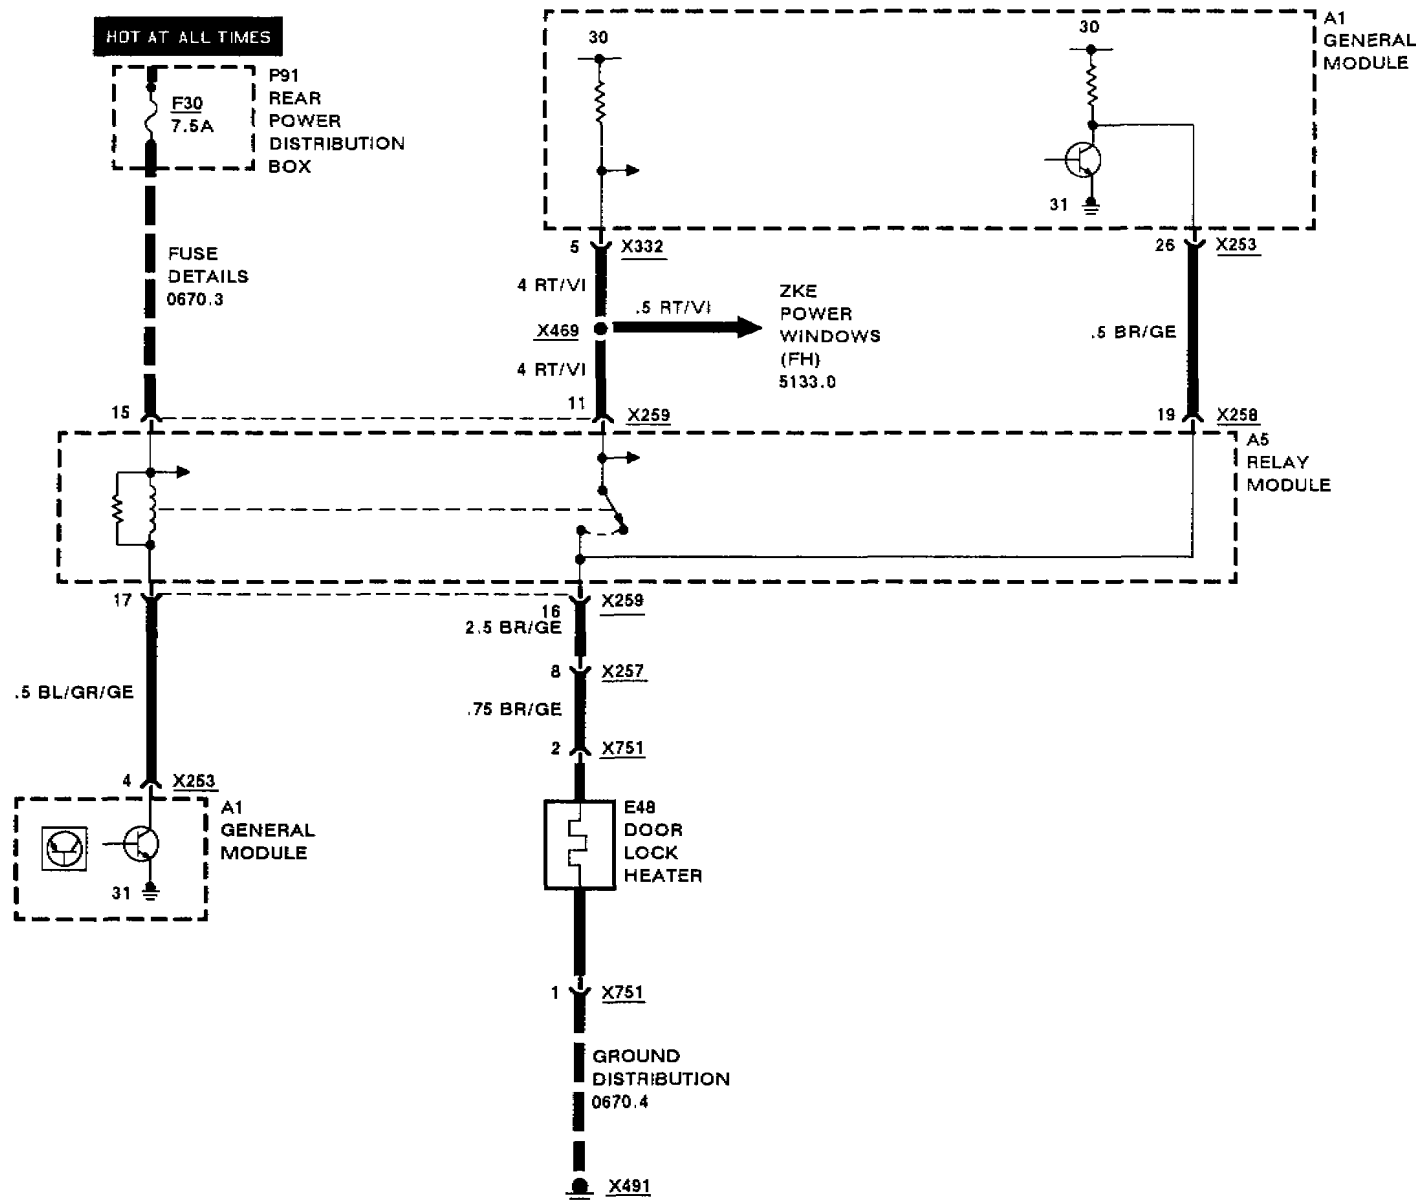 HOT AT ALL TIMES
P91
REAR
POWER
DISTRIBUTION
BOX
F30
7.5A
30
30
A1
GENERAL
MODULE
31
FUSE
DETAILS
0670.3
5 X332
26 X253
4 RT/VI
.5 RT/VI
X469
4 RT/VI
ZKE
POWER
WINDOWS
(FH)
5133.0
.5 BR/GE
15
11 X259
19 X258
A5
RELAY
MODULE
17
16 X259
2.5 BR/GE
8 X257
.5 BL/GR/GE
.75 BR/GE
2 X751
4 X253
A1
GENERAL
MODULE
31
E48
DOOR
LOCK
HEATER
1 X751
GROUND
DISTRIBUTION
0670.4
X491